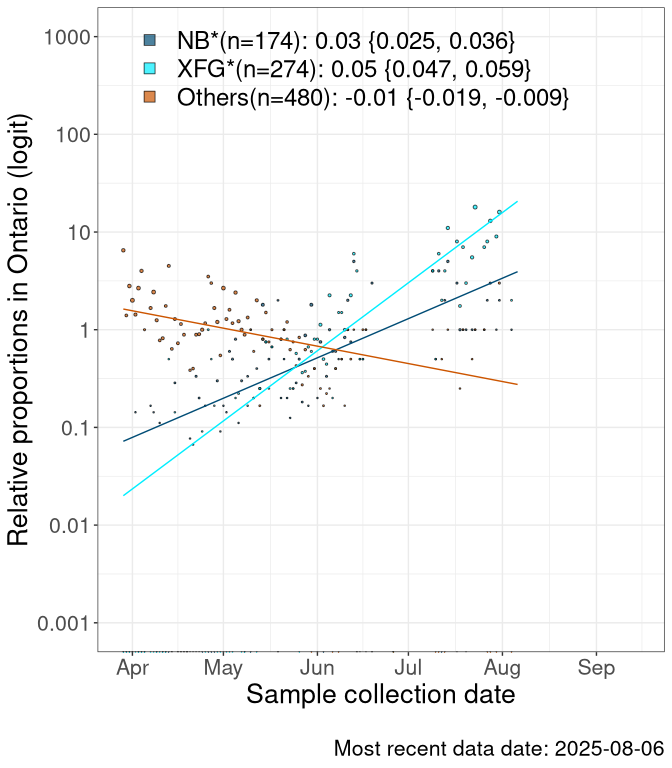 NB*(n=174): 0.03 {0.025, 0.036}
XFG*(n=274): 0.05 {0.047, 0.059}
Others(n=480): -0.01 {-0.019, -0.009}
Relative proportions in Ontario (logit)
1000
100
10
1
0.1
0.01
0.001
Apr May Jun Jul Aug Sep
Sample collection date
Most recent data date: 2025-08-06